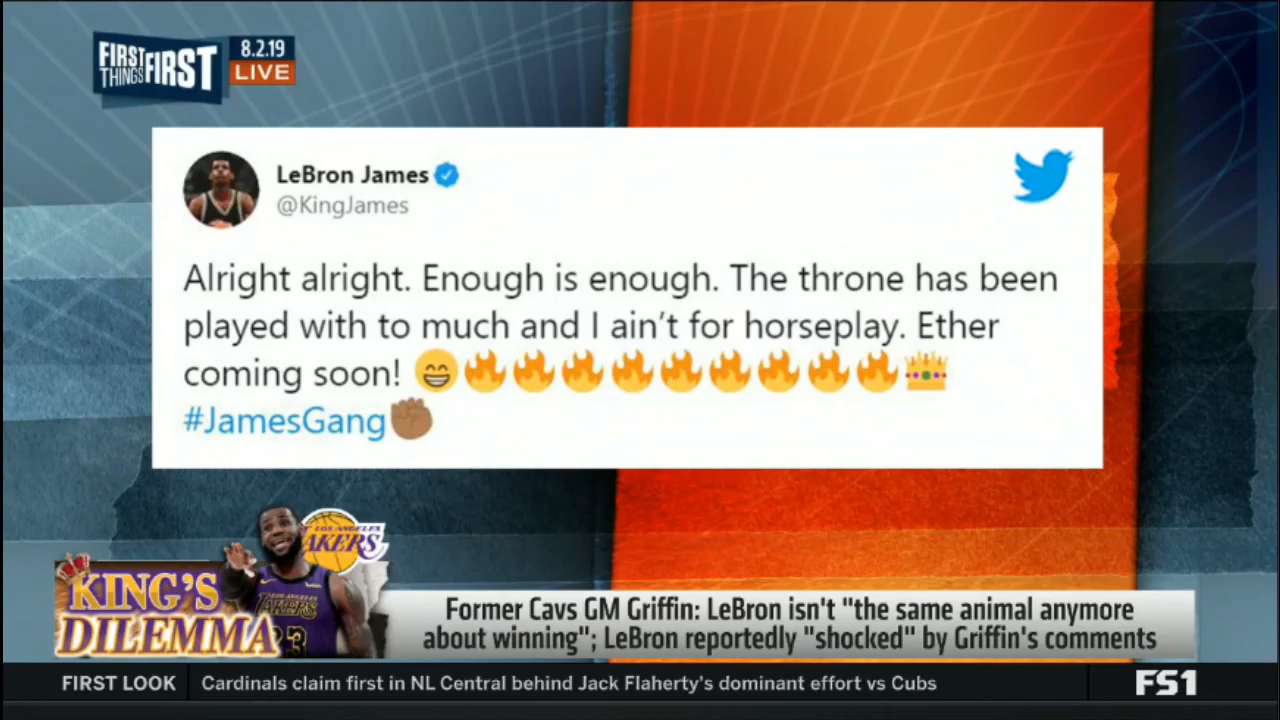 FIRST
THINGS FIRST
8.2.19
LIVE
LeBron James
@KingJames
Alright alright. Enough is enough. The throne has been
played with to much and I ain't for horseplay. Ether
coming soon! 😁🔥🔥🔥🔥🔥🔥🔥🔥🔥👑
#JamesGang✊🏾
LOS ANGELES
LAKERS
KING'S
DILEMMA
Former Cavs GM Griffin: LeBron isn't "the same animal anymore
about winning"; LeBron reportedly "shocked" by Griffin's comments
FIRST LOOK
Cardinals claim first in NL Central behind Jack Flaherty's dominant effort vs Cubs
FS1